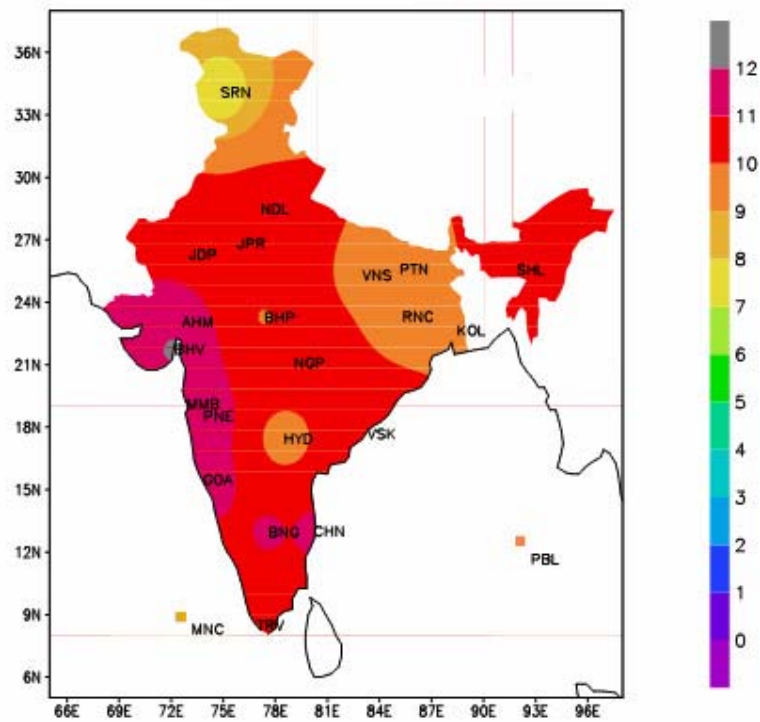 36N
33N
30N
27N
24N
21N
18N
15N
12N
9N
6N
66E 69E 72E 75E 78E 81E 84E 87E 90E 93E 96E
SRN
NDL
JDP JPR
VNS PTN
SHL
AHM BHP RNC
KOL
BHV NGP
MMB
PNE
HYD VSK
GOA
BNG CHN
PBL
MNC TRV
12
11
10
9
8
7
6
5
4
3
2
1
0